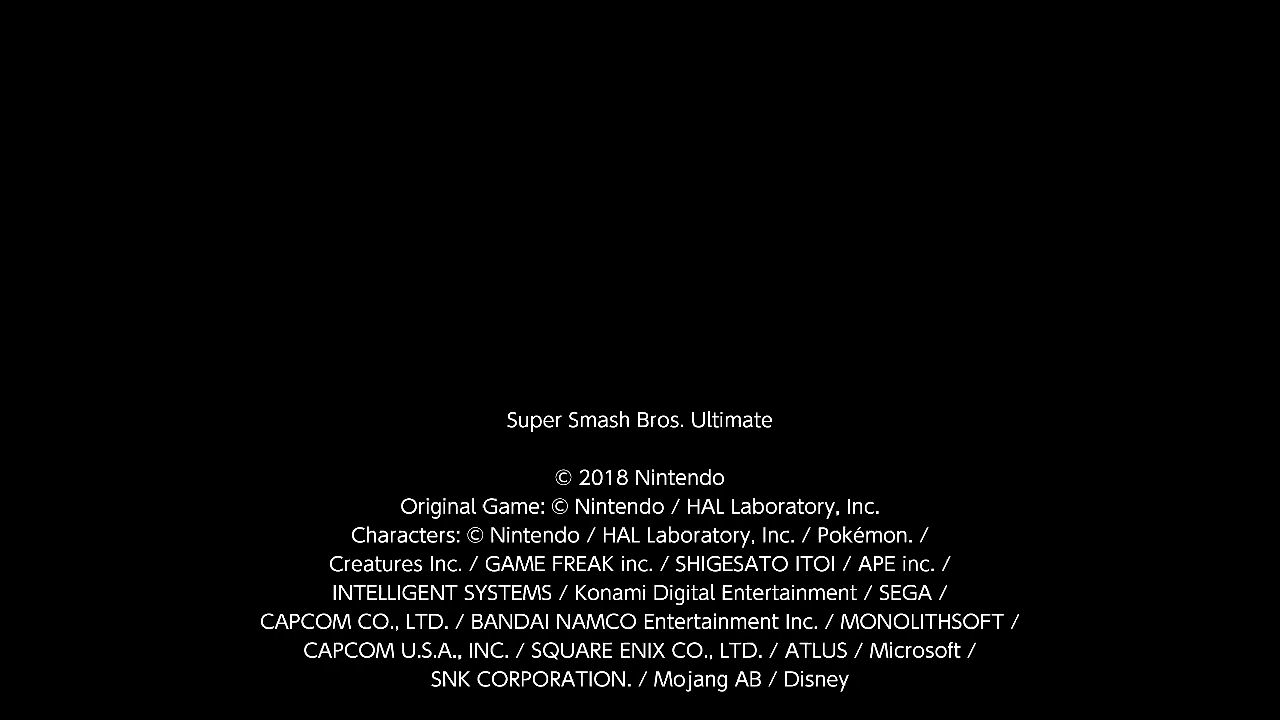 Super Smash Bros. Ultimate
© 2018 Nintendo
Original Game: © Nintendo / HAL Laboratory, Inc.
Characters: © Nintendo / HAL Laboratory, Inc. / Pokémon. /
Creatures Inc. / GAME FREAK inc. / SHIGESATO ITOI / APE inc. /
INTELLIGENT SYSTEMS / Konami Digital Entertainment / SEGA /
CAPCOM CO., LTD. / BANDAI NAMCO Entertainment Inc. / MONOLITHSOFT /
CAPCOM U.S.A., INC. / SQUARE ENIX CO., LTD. / ATLUS / Microsoft /
SNK CORPORATION. / Mojang AB / Disney